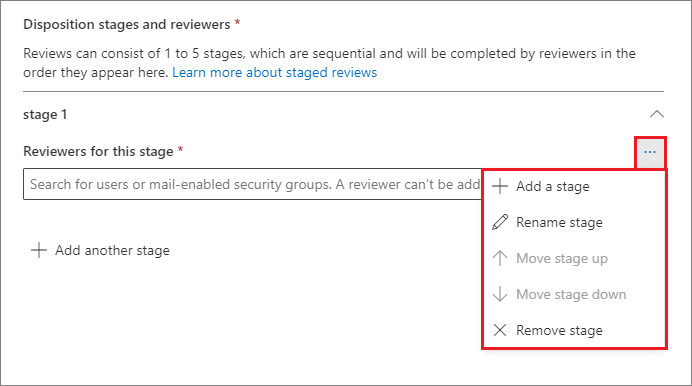 Disposition stages and reviewers *
Reviews can consist of 1 to 5 stages, which are sequential and will be completed by reviewers in the
order they appear here. Learn more about staged reviews
stage 1
Reviewers for this stage *
...
Search for users or mail-enabled security groups. A reviewer can't be add
Add a stage
Rename stage
Move stage up
Move stage down
Remove stage
Add another stage